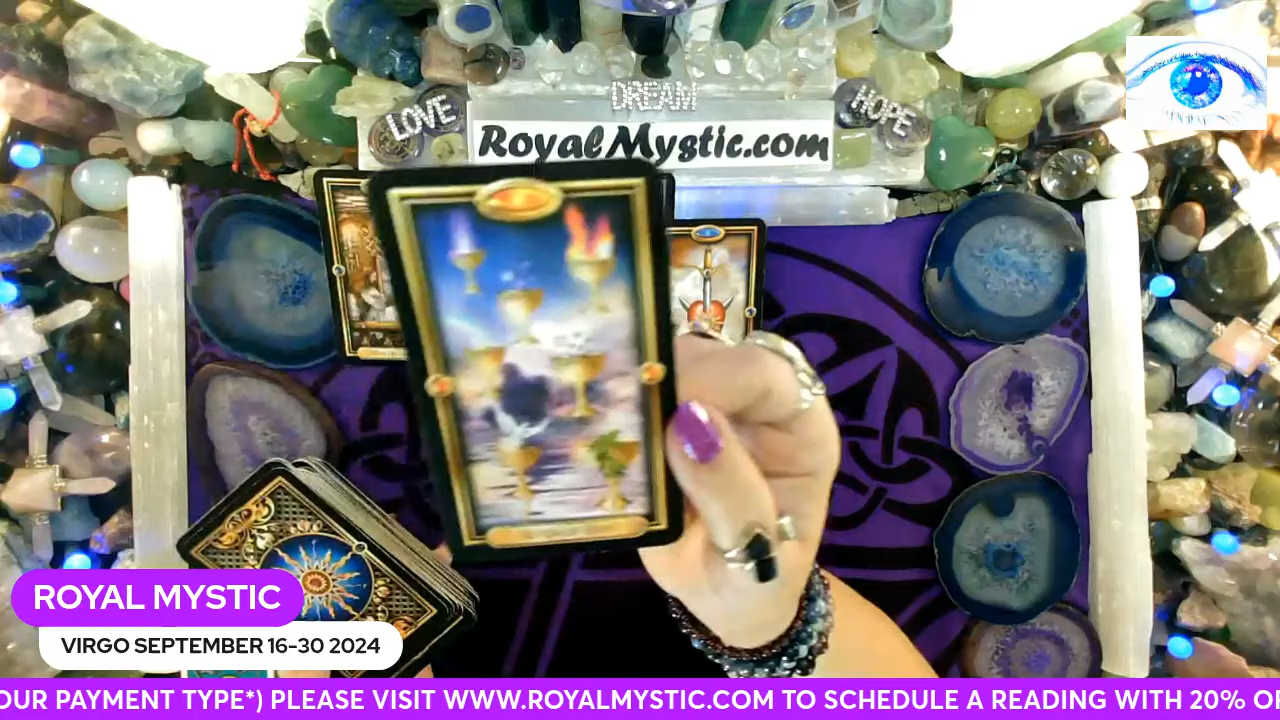 DREAM
LOVE
HOPE
RoyalMystic.com
ROYAL MYSTIC
VIRGO SEPTEMBER 16-30 2024
OUR PAYMENT TYPE*) PLEASE VISIT WWW.ROYALMYSTIC.COM TO SCHEDULE A READING WITH 20% OF